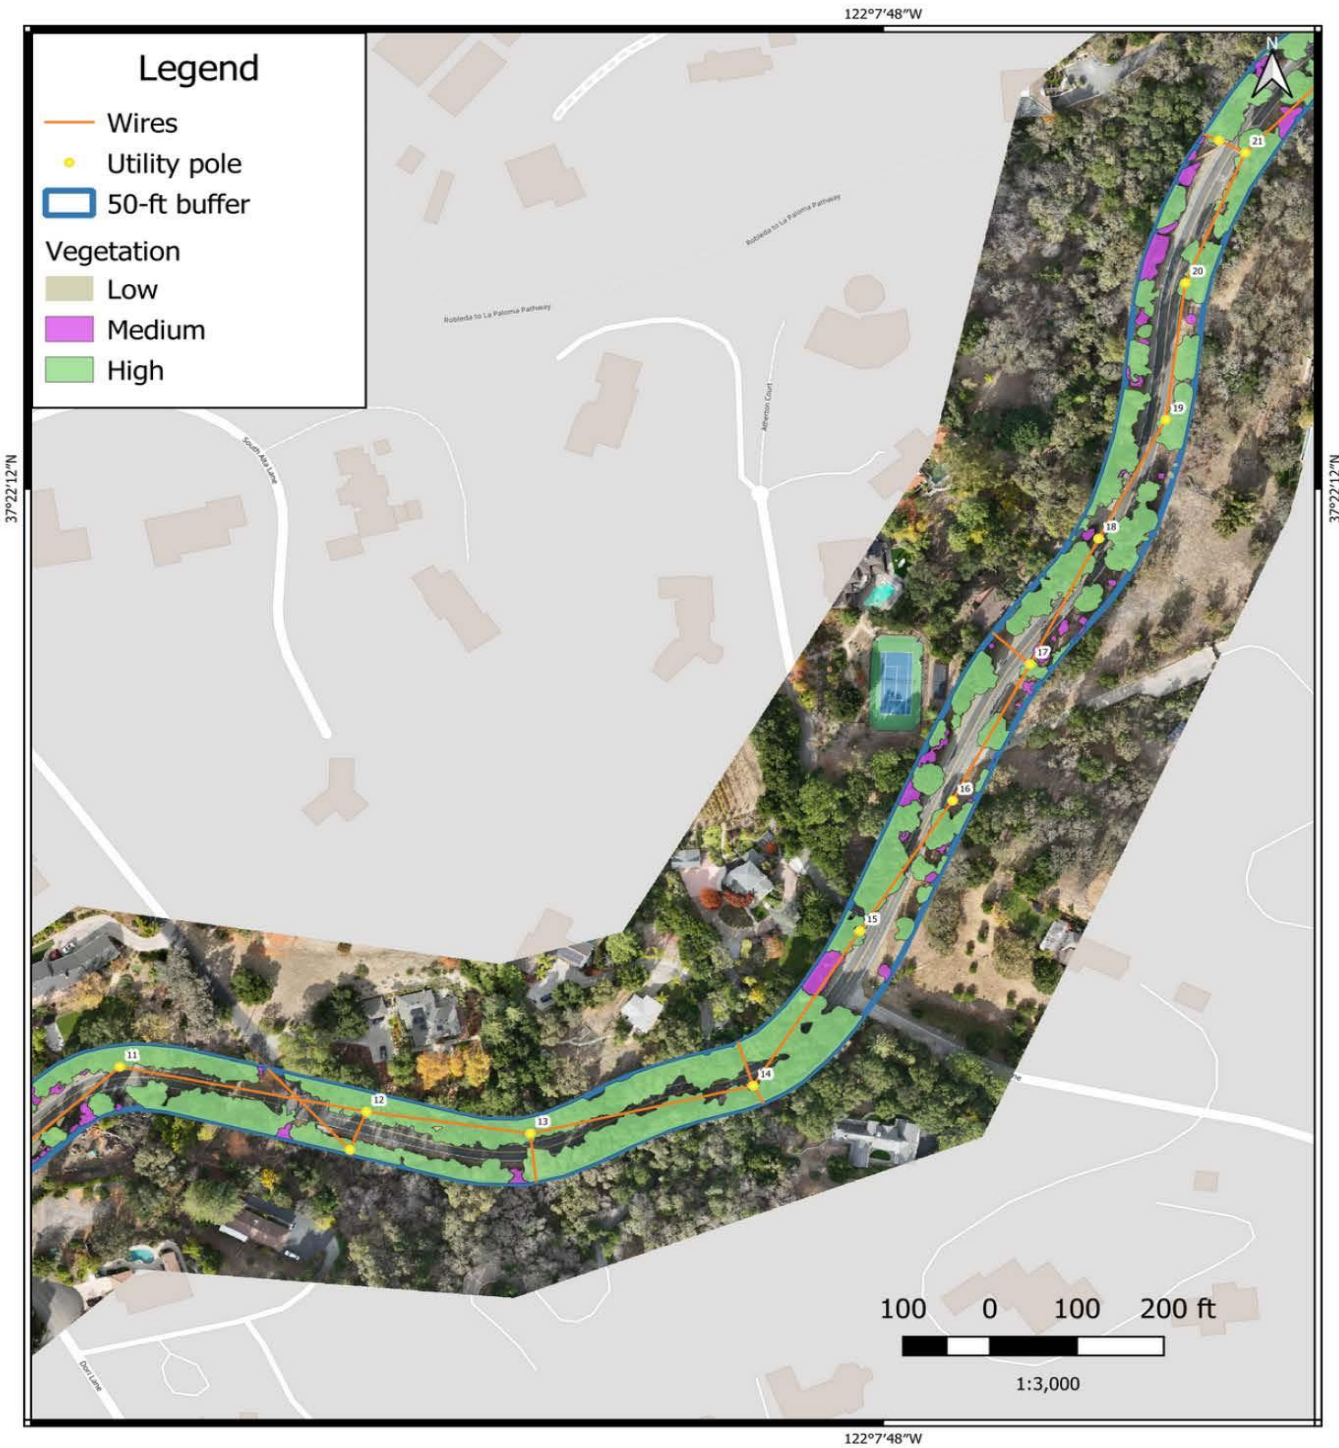 122°7'48"W
Legend
Wires
Utility pole
50-ft buffer
Vegetation
Low
Medium
High
N
21
Robleda to La Paloma Pathway
20
Robleda to La Paloma Pathway
Atherton Court
19
South Alta Lane
37°22'12"N
37°22'12"N
18
17
16
15
14
11
12
13
100 0 100 200 ft
1:3,000
Dori Lane
122°7'48"W